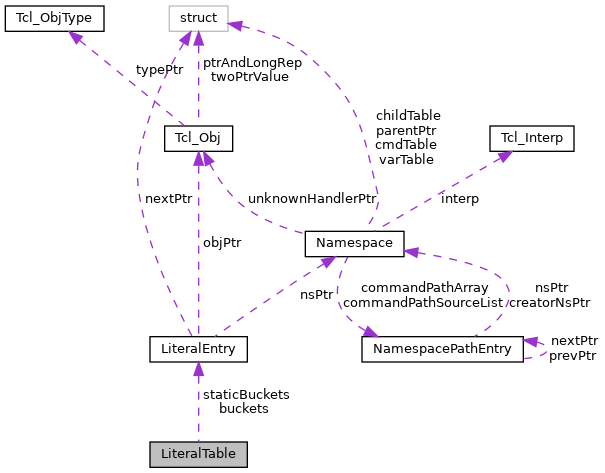 Tcl_ObjType
struct
typePtr
ptrAndLongRep
twoPtrValue
childTable
parentPtr
cmdTable
varTable
Tcl_Obj
Tcl_Interp
nextPtr
unknownHandlerPtr
interp
objPtr
Namespace
nsPtr
commandPathArray
commandPathSourceList
nsPtr
creatorNsPtr
LiteralEntry
NamespacePathEntry
nextPtr
prevPtr
staticBuckets
buckets
LiteralTable